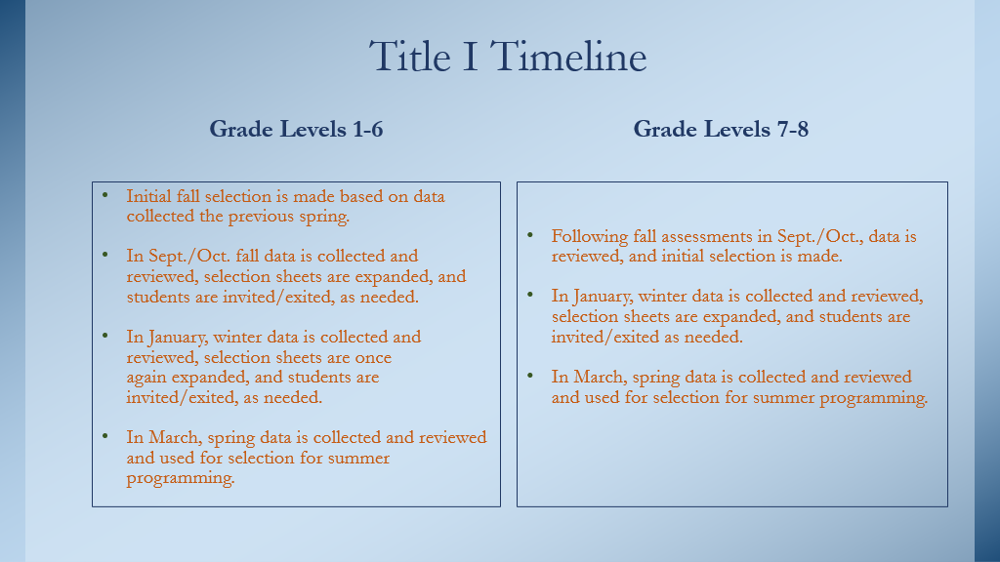 Title I Timeline
Grade Levels 1-6
• Initial fall selection is made based on data
collected the previous spring.
• In Sept./Oct. fall data is collected and
reviewed, selection sheets are expanded, and
students are invited/exited, as needed.
• In January, winter data is collected and
reviewed, selection sheets are once
again expanded, and students are
invited/exited, as needed.
• In March, spring data is collected and reviewed
and used for selection for summer
programming.
Grade Levels 7-8
• Following fall assessments in Sept./Oct., data is
reviewed, and initial selection is made.
• In January, winter data is collected and reviewed,
selection sheets are expanded, and students are
invited/exited as needed.
• In March, spring data is collected and reviewed
and used for selection for summer programming.